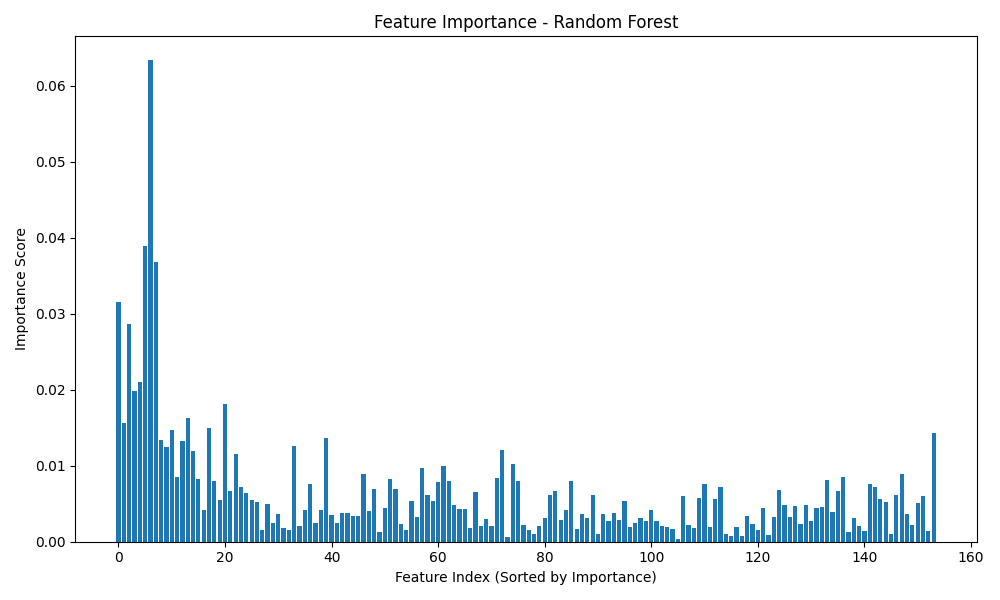 Feature Importance - Random Forest
Importance Score
0.06
0.05
0.04
0.03
0.02
0.01
0.00
0 20 40 60 80 100 120 140 160
Feature Index (Sorted by Importance)